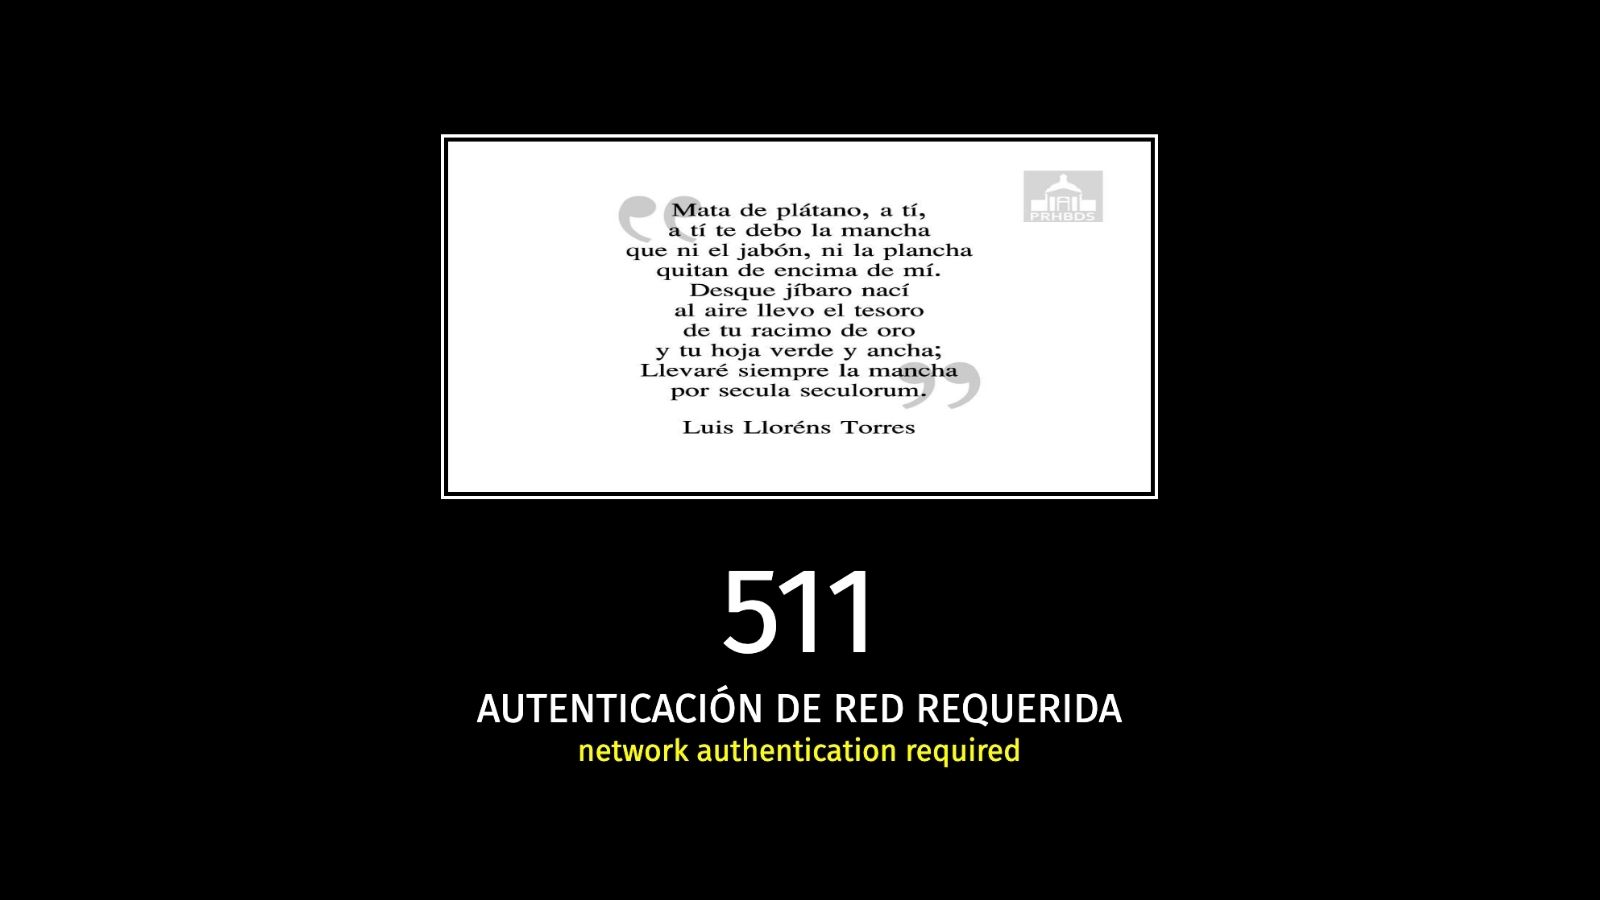 Mata de plátano, a tí,
a tí te debo la mancha
que ni el jabón, ni la plancha
quitan de encima de mí.
Desque jíbaro nací
al aire llevo el tesoro
de tu racimo de oro
y tu hoja verde y ancha;
Llevaré siempre la mancha
por secula seculorum.
Luis Lloréns Torres
PRHBDS
511
AUTENTICACIÓN DE RED REQUERIDA
network authentication required